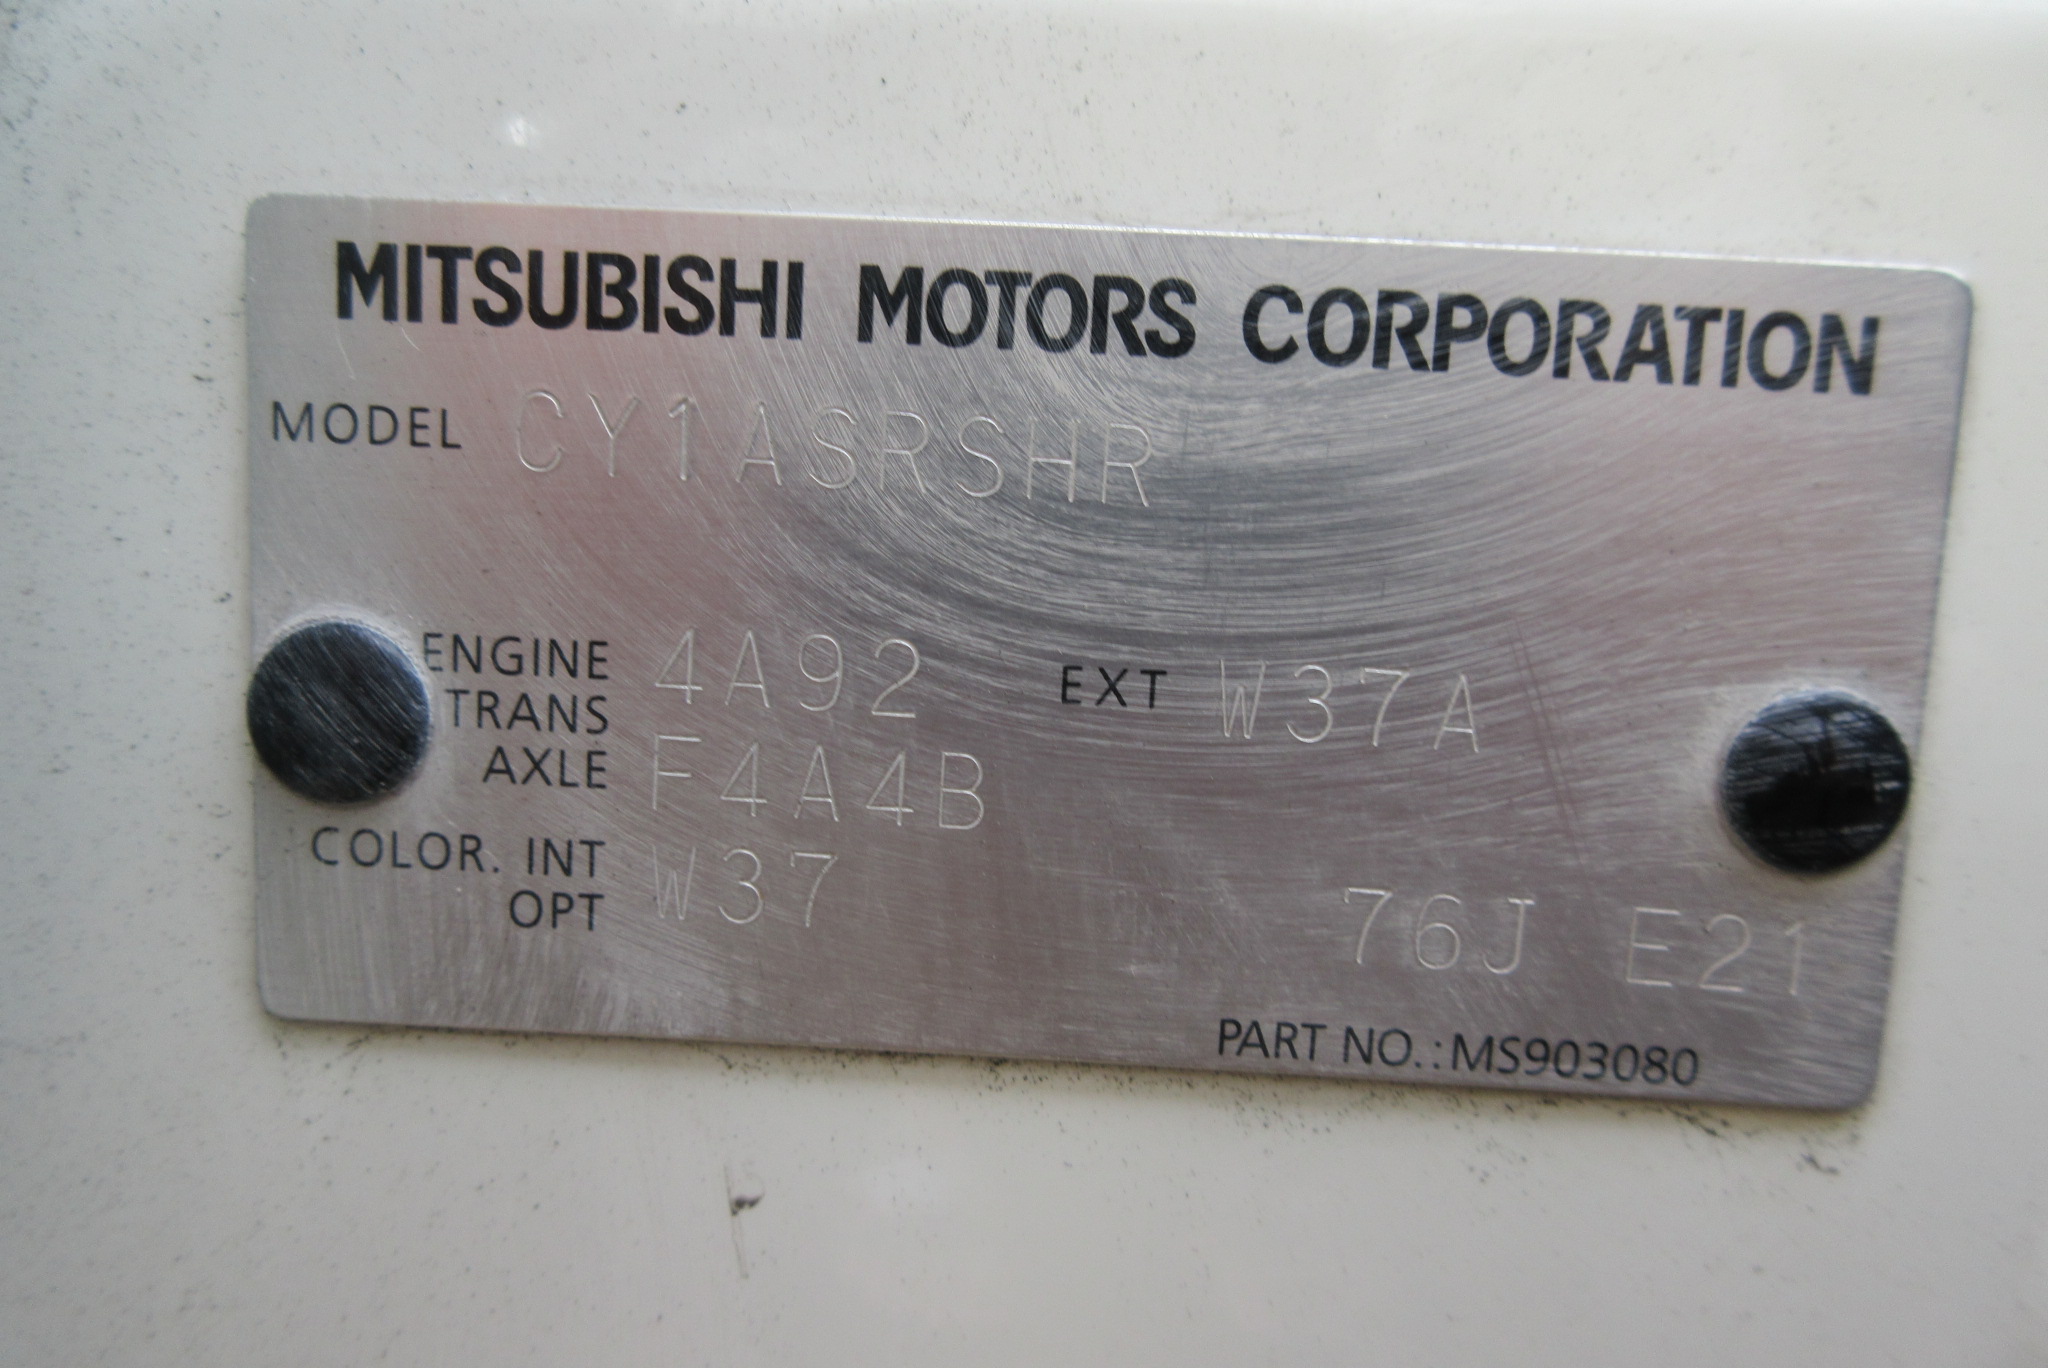 MITSUBISHI MOTORS CORPORATION
MODEL CY1ASRSHR
ENGINE 4A92 EXT W37A
TRANS
AXLE F4A4B
COLOR. INT W37
OPT 76J E21
PART NO.:MS903080